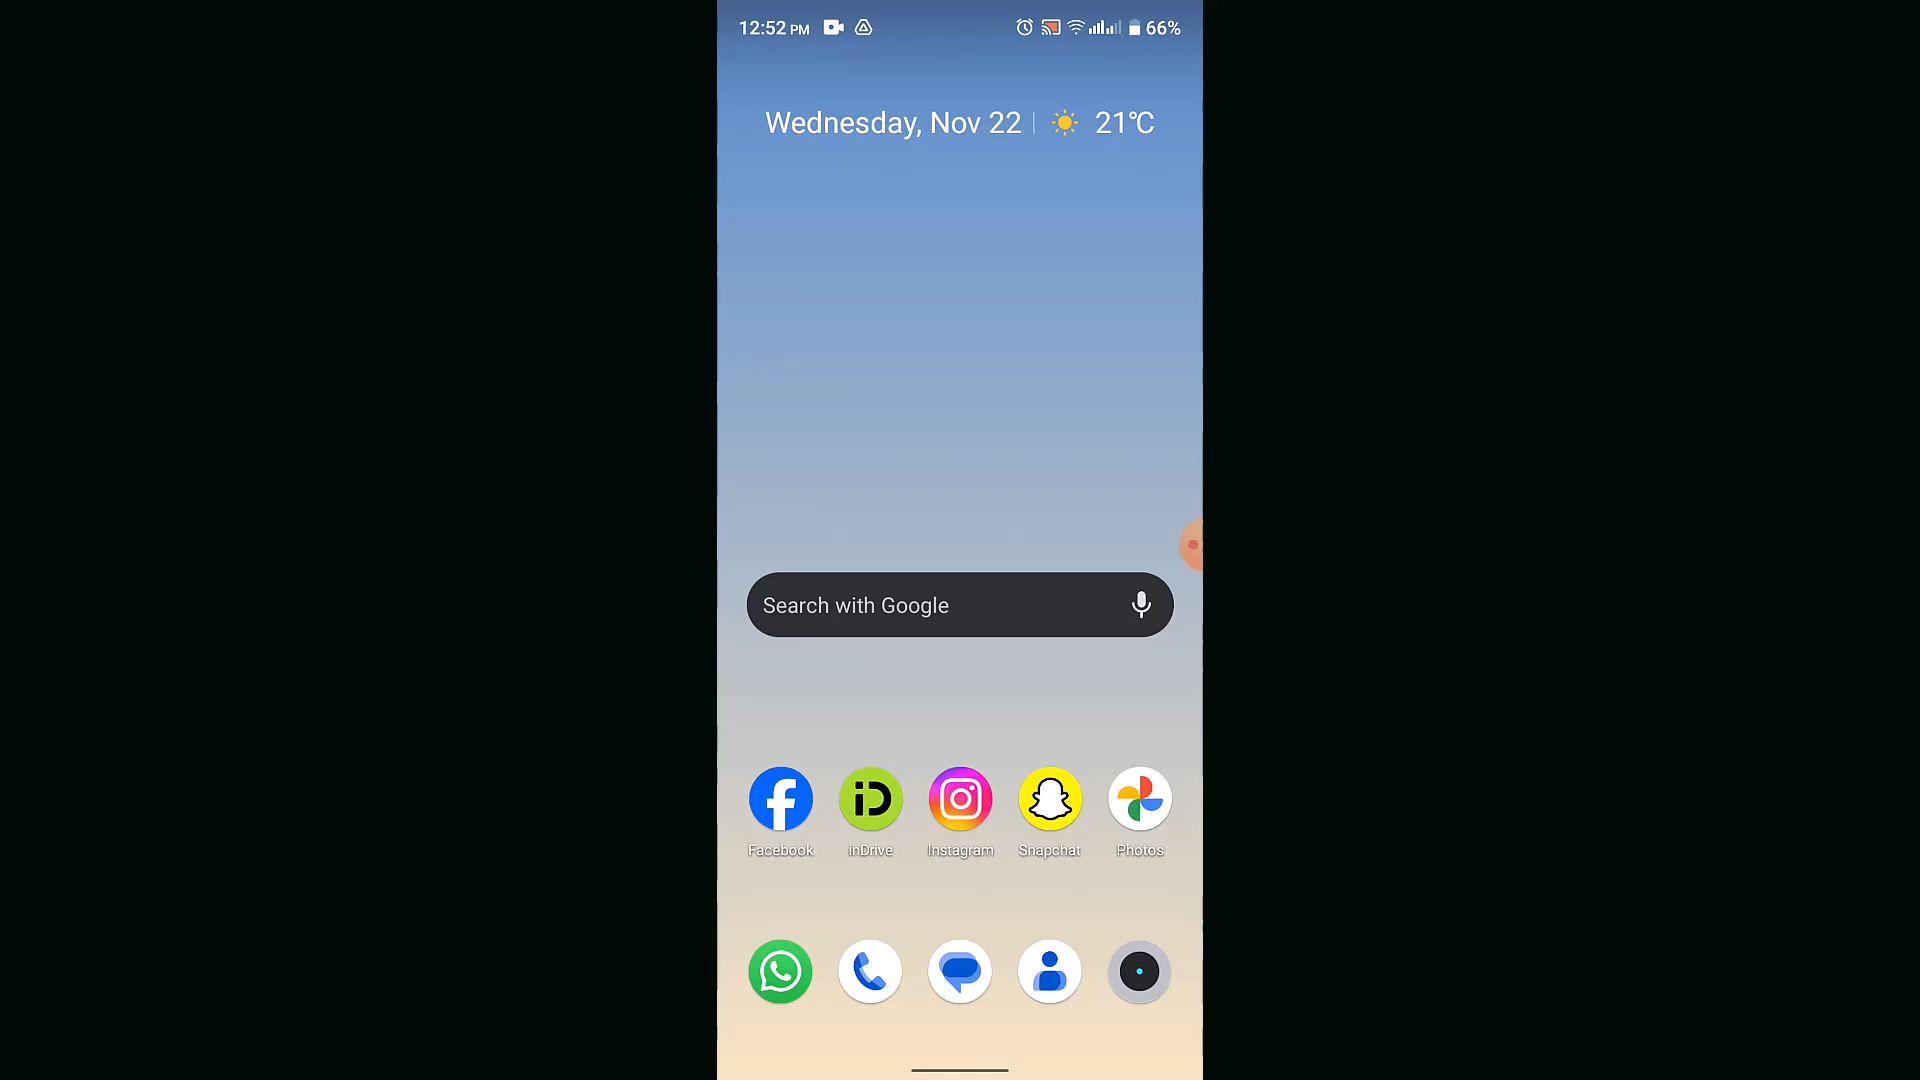 12:52 PM 66%
Wednesday, Nov 22 21°C
Search with Google
Facebook inDrive Instagram Snapchat Photos